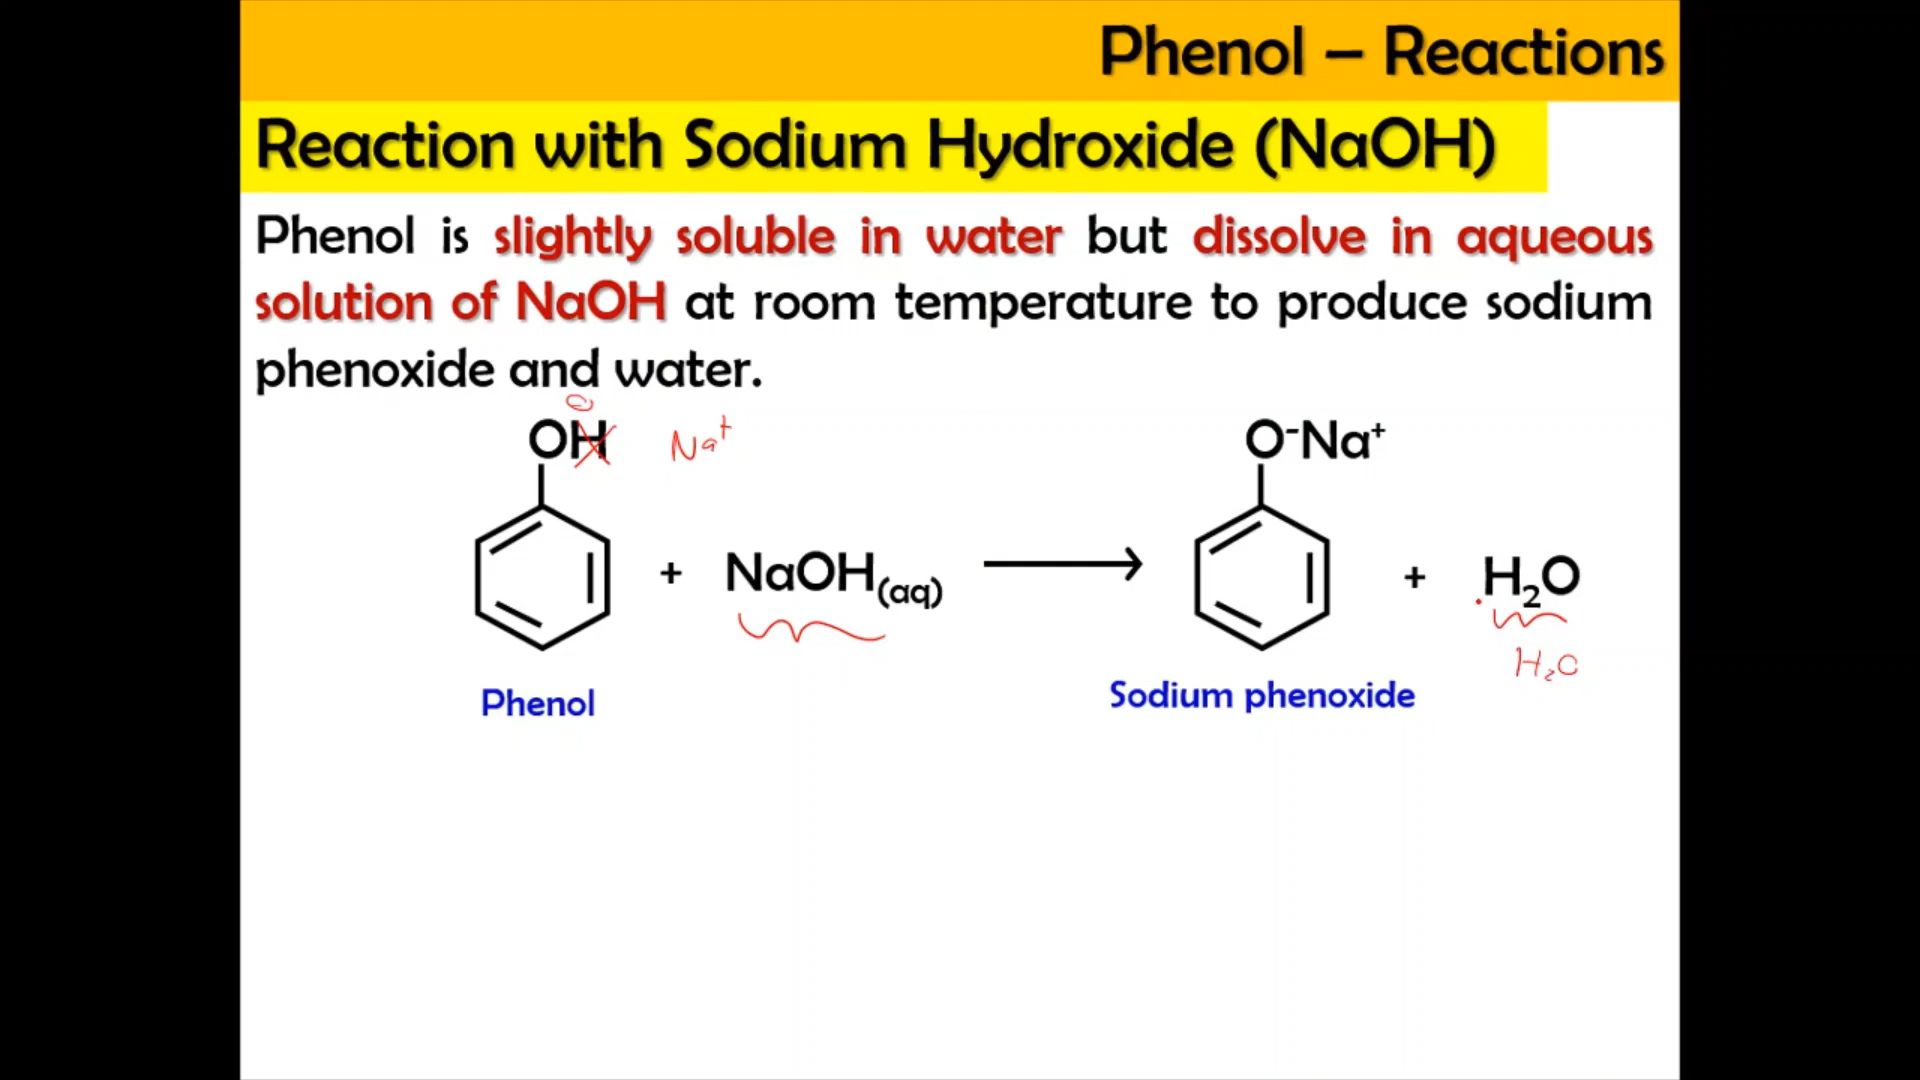 Phenol – Reactions
Reaction with Sodium Hydroxide (NaOH)
Phenol is slightly soluble in water but dissolve in aqueous
solution of NaOH at room temperature to produce sodium
phenoxide and water.
OH Na⁺ O⁻Na⁺
+ NaOH(aq) + H₂O
H₂O
Phenol Sodium phenoxide